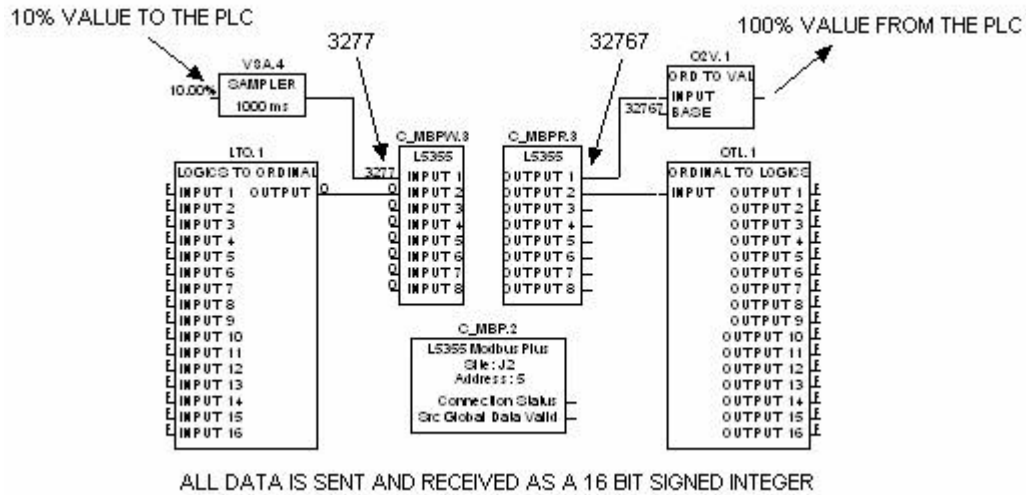 10% VALUE TO THE PLC
3277
32767
100% VALUE FROM THE PLC
VSA.4
10.00%
SAMPLER
1000 ms
O2V.1
ORD TO VAL
INPUT
32767 BASE
LTO.1
LOGICS TO ORDINAL
F INPUT 1 OUTPUT 0
F INPUT 2
F INPUT 3
F INPUT 4
F INPUT 5
F INPUT 6
F INPUT 7
F INPUT 8
F INPUT 9
F INPUT 10
F INPUT 11
F INPUT 12
F INPUT 13
F INPUT 14
F INPUT 15
F INPUT 16
C_MBPW.3
L5355
3277 INPUT 1
0 INPUT 2
0 INPUT 3
0 INPUT 4
0 INPUT 5
0 INPUT 6
0 INPUT 7
0 INPUT 8
C_MBPR.3
L5355
OUTPUT 1
OUTPUT 2
OUTPUT 3
OUTPUT 4
OUTPUT 5
OUTPUT 6
OUTPUT 7
OUTPUT 8
OTL.1
ORDINAL TO LOGICS
INPUT OUTPUT 1 F
OUTPUT 2 F
OUTPUT 3 F
OUTPUT 4 F
OUTPUT 5 F
OUTPUT 6 F
OUTPUT 7 F
OUTPUT 8 F
OUTPUT 9 F
OUTPUT 10 F
OUTPUT 11 F
OUTPUT 12 F
OUTPUT 13 F
OUTPUT 14 F
OUTPUT 15 F
OUTPUT 16 F
C_MBP.2
L5355 Modbus Plus
Site: J2
Address: 5
Connection Status
Src Global Data Valid
ALL DATA IS SENT AND RECEIVED AS A 16 BIT SIGNED INTEGER